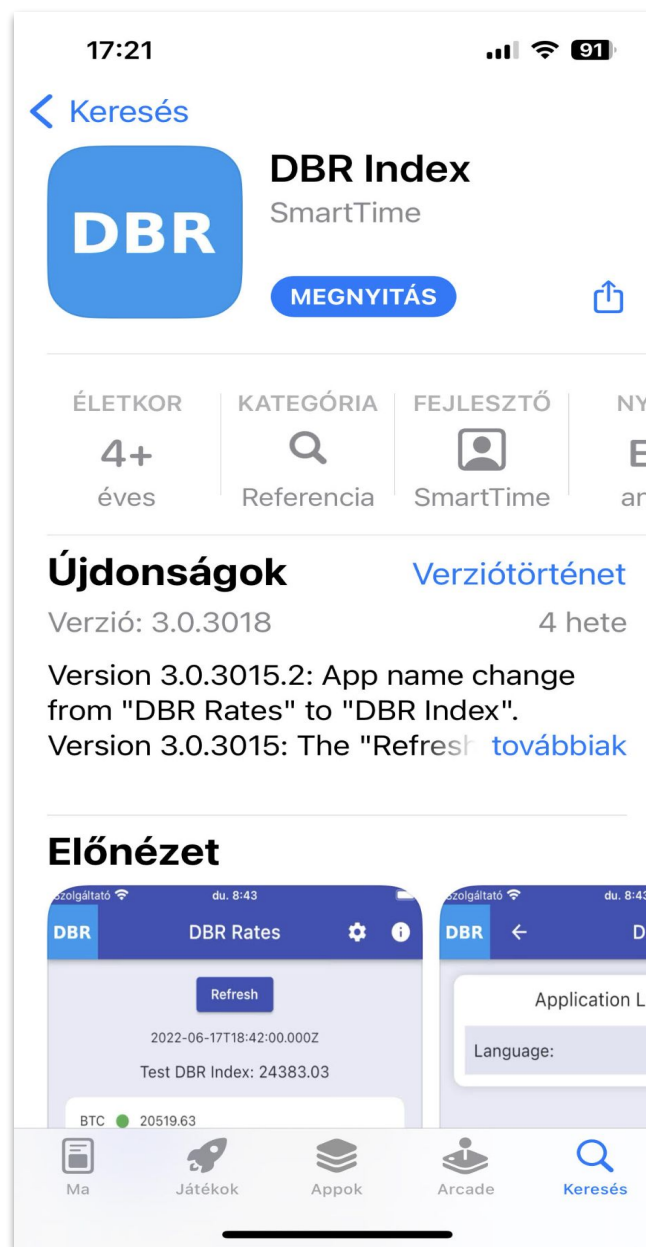 17:21
91
Keresés
DBR
DBR Index
SmartTime
MEGNYITÁS
ÉLETKOR
4+
éves
KATEGÓRIA
Referencia
FEJLESZTŐ
SmartTime
Újdonságok
Verziótörténet
Verzió: 3.0.3018
4 hete
Version 3.0.3015.2: App name change
from "DBR Rates" to "DBR Index".
Version 3.0.3015: The "Refresh továbbiak
Előnézet
szolgáltató du. 8:43
DBR DBR Rates
Refresh
2022-06-17T18:42:00.000Z
Test DBR Index: 24383.03
BTC 20519.63
szolgáltató du. 8:43
DBR
Application L
Language:
Ma
Játékok
Appok
Arcade
Keresés